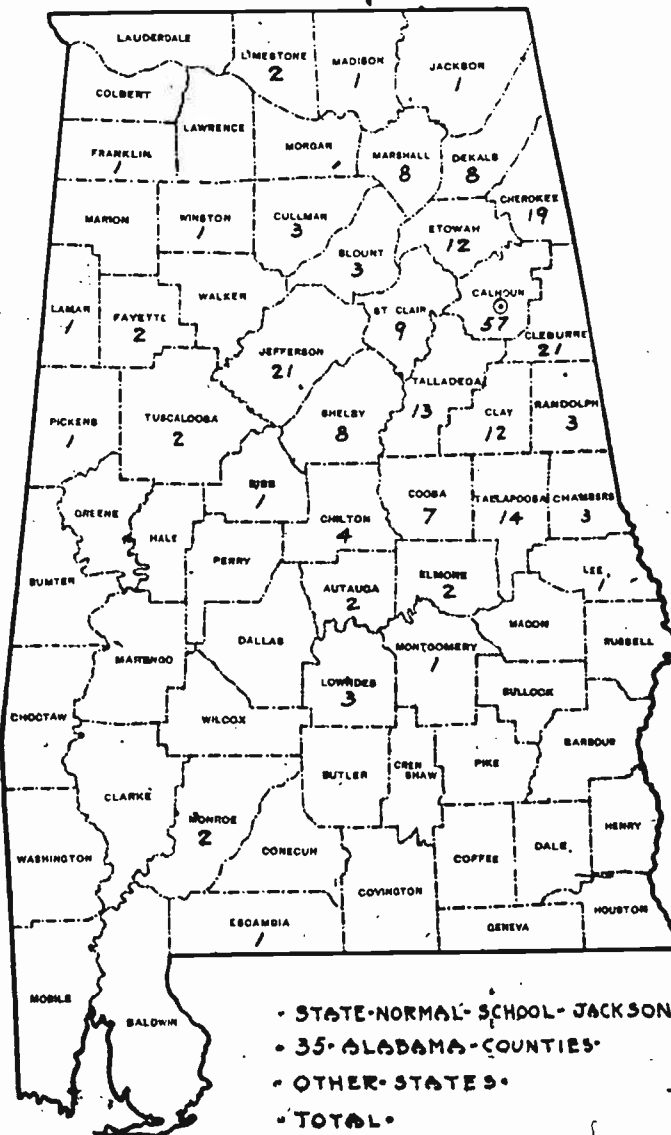 LAUDERDALE
LIMESTONE
2
MADISON
1
JACKSON
1
COLBERT
LAWRENCE
FRANKLIN
1
MORGAN
1
MARSHALL
8
DEKALB
8
CHEROKEE
19
MARION
WINSTON
1
CULLMAN
3
ETOWAH
12
BLOUNT
3
CALHOUN
57
LAMAR
1
FAYETTE
2
WALKER
ST CLAIR
9
CLEBURNE
21
JEFFERSON
21
TALLADEGA
13
PICKENS
1
TUSCALOOSA
2
SHELBY
8
CLAY
12
RANDOLPH
3
BIBB
1
GREENE
HALE
CHILTON
4
COOSA
7
TALLAPOOSA
14
CHAMBERS
3
SUMTER
PERRY
AUTAUGA
2
ELMORE
2
LEE
1
MARENGO
DALLAS
LOWNDES
3
MONTGOMERY
1
MACON
RUSSELL
BULLOCK
CHOCTAW
WILCOX
BUTLER
CREN
SHAW
PIKE
BARBOUR
CLARKE
MONROE
2
CONECUH
COFFEE
DALE
HENRY
WASHINGTON
COVINGTON
ESCAMBIA
1
GENEVA
HOUSTON
MOBILE
BALDWIN
• STATE-NORMAL-SCHOOL-JACKSON
• 35-ALABAMA-COUNTIES•
• OTHER-STATES•
• TOTAL•